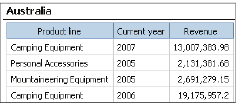 Australia
Product line Current year Revenue
Camping Equipment 2007 13,007,383.98
Personal Accessories 2005 2,131,381.68
Mountaineering Equipment 2005 2,691,279.15
Camping Equipment 2006 19,175,957.2